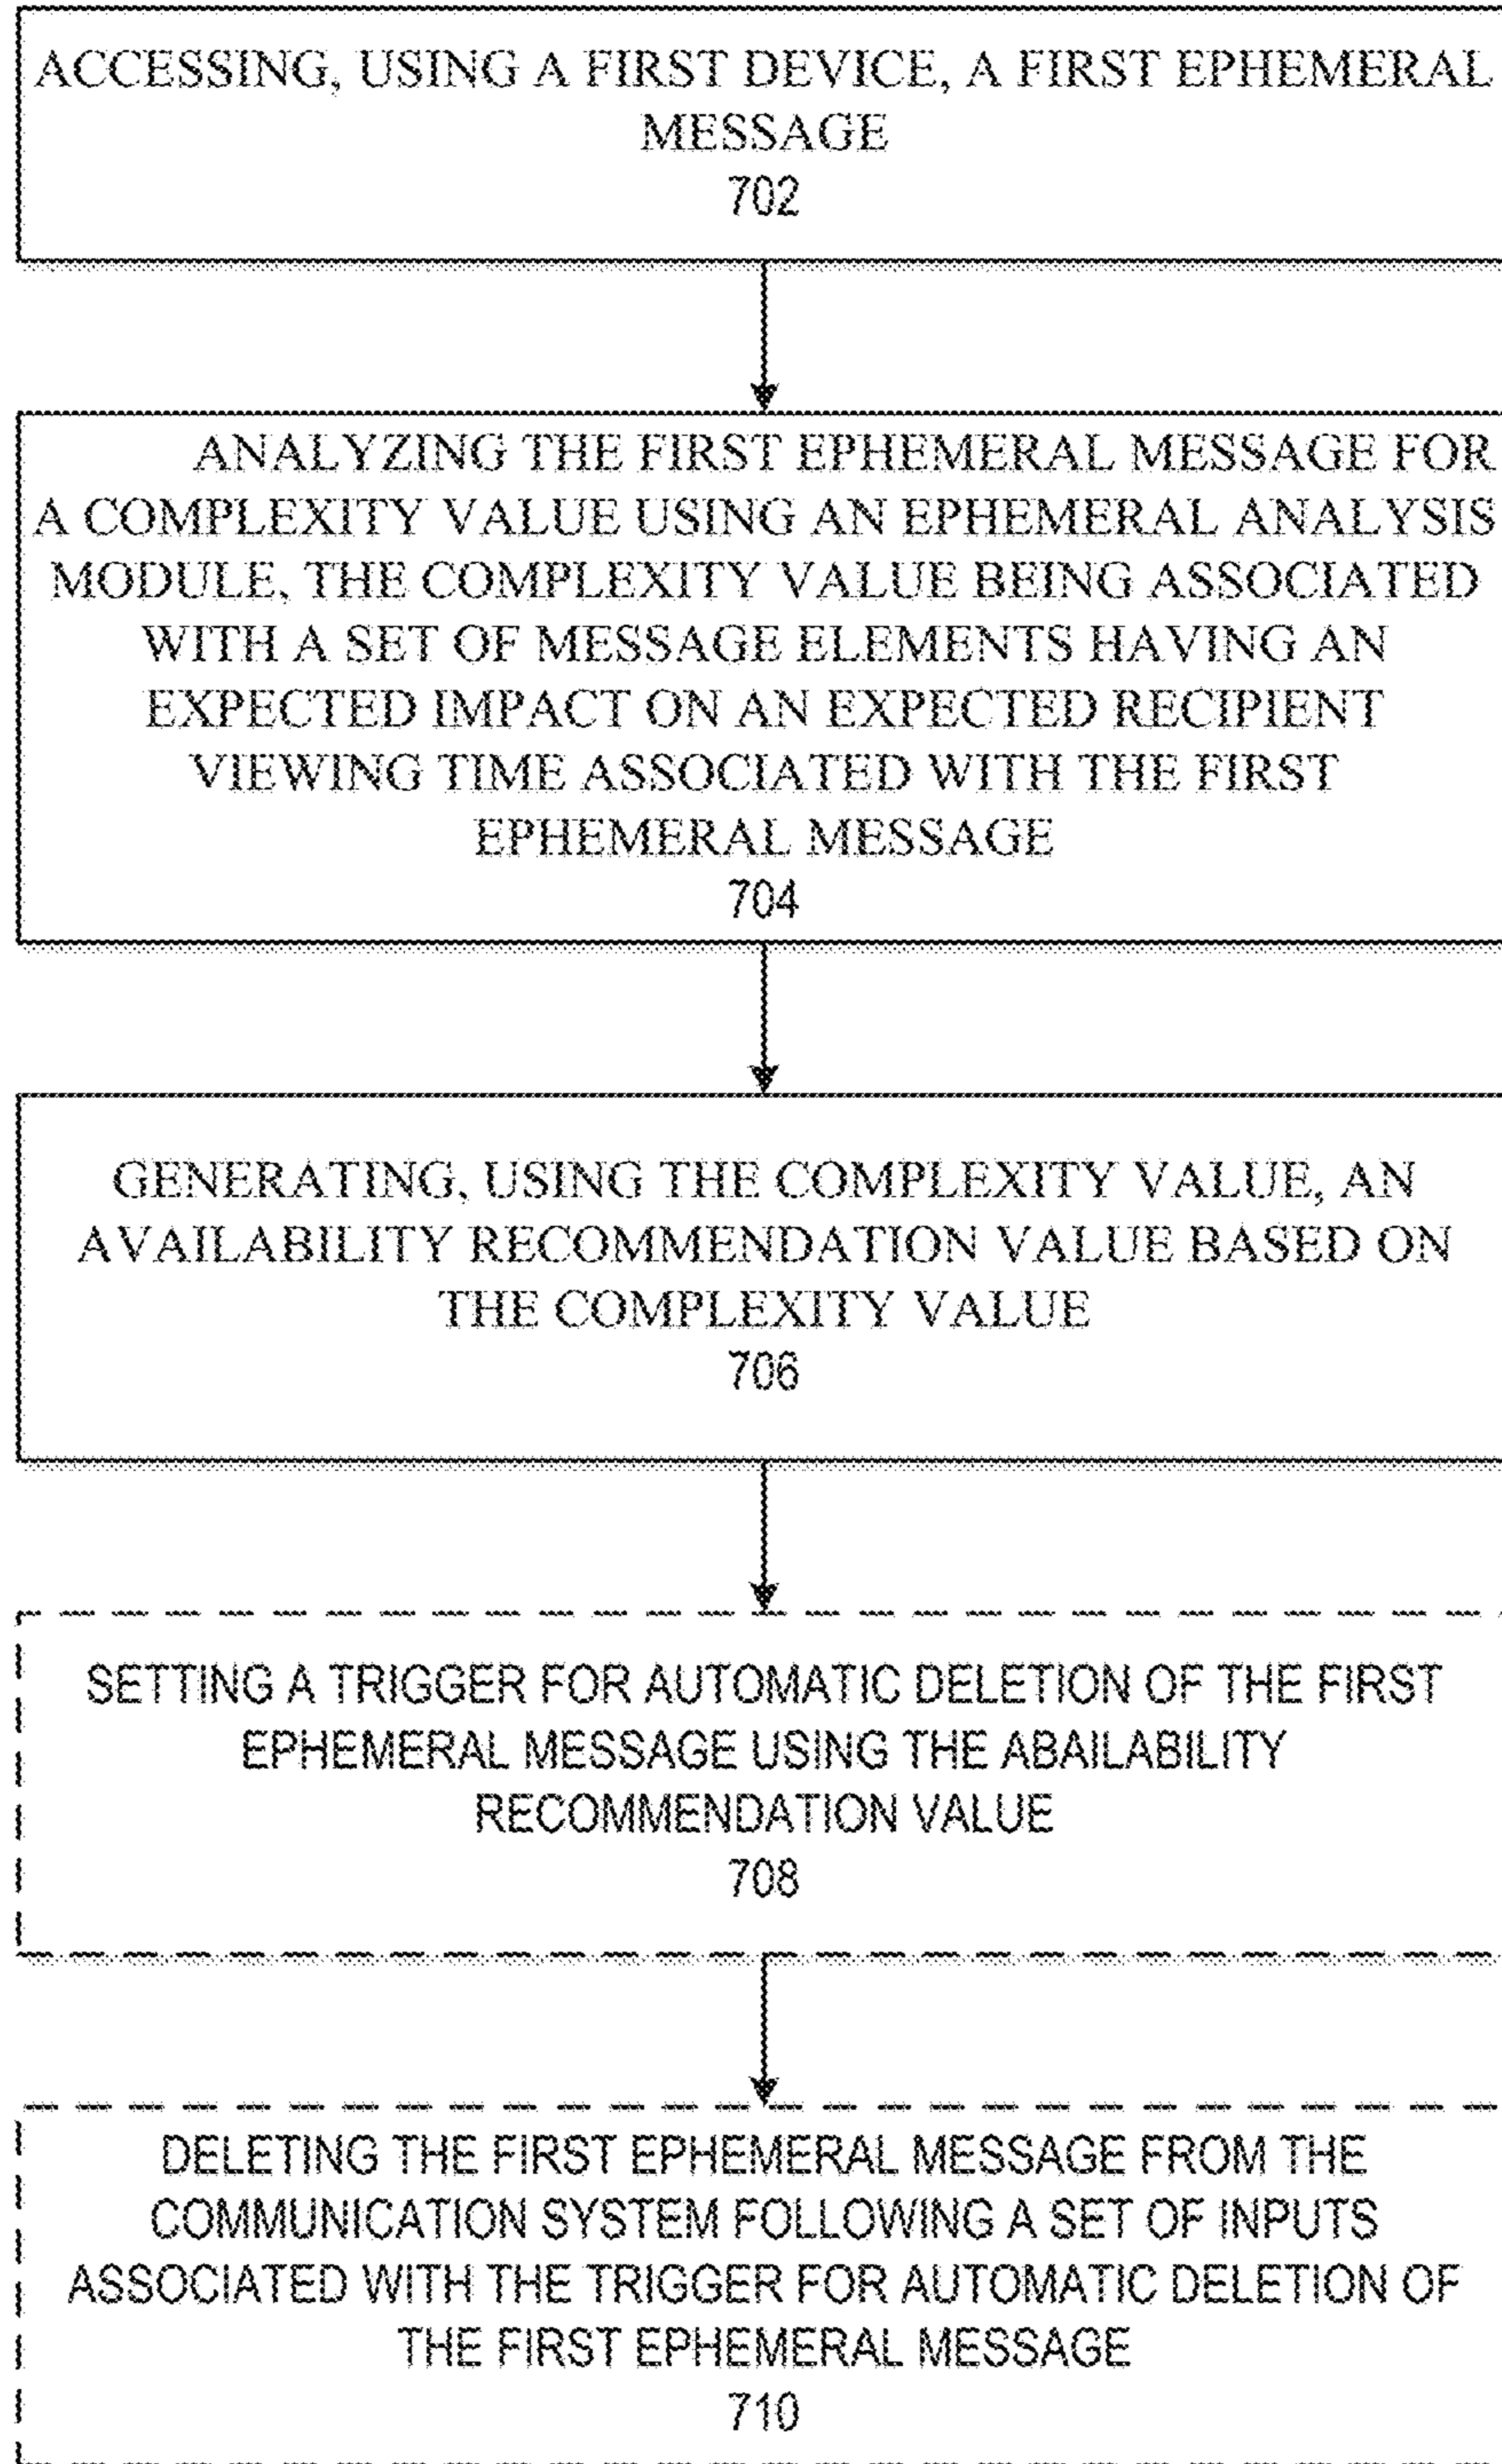 ACCESSING, USING A FIRST DEVICE, A FIRST EPHEMERAL
MESSAGE
702
ANALYZING THE FIRST EPHEMERAL MESSAGE FOR
A COMPLEXITY VALUE USING AN EPHEMERAL ANALYSIS
MODULE, THE COMPLEXITY VALUE BEING ASSOCIATED
WITH A SET OF MESSAGE ELEMENTS HAVING AN
EXPECTED IMPACT ON AN EXPECTED RECIPIENT
VIEWING TIME ASSOCIATED WITH THE FIRST
EPHEMERAL MESSAGE
704
GENERATING, USING THE COMPLEXITY VALUE, AN
AVAILABILITY RECOMMENDATION VALUE BASED ON
THE COMPLEXITY VALUE
706
SETTING A TRIGGER FOR AUTOMATIC DELETION OF THE FIRST
EPHEMERAL MESSAGE USING THE ABAILABILITY
RECOMMENDATION VALUE
708
DELETING THE FIRST EPHEMERAL MESSAGE FROM THE
COMMUNICATION SYSTEM FOLLOWING A SET OF INPUTS
ASSOCIATED WITH THE TRIGGER FOR AUTOMATIC DELETION OF
THE FIRST EPHEMERAL MESSAGE
710